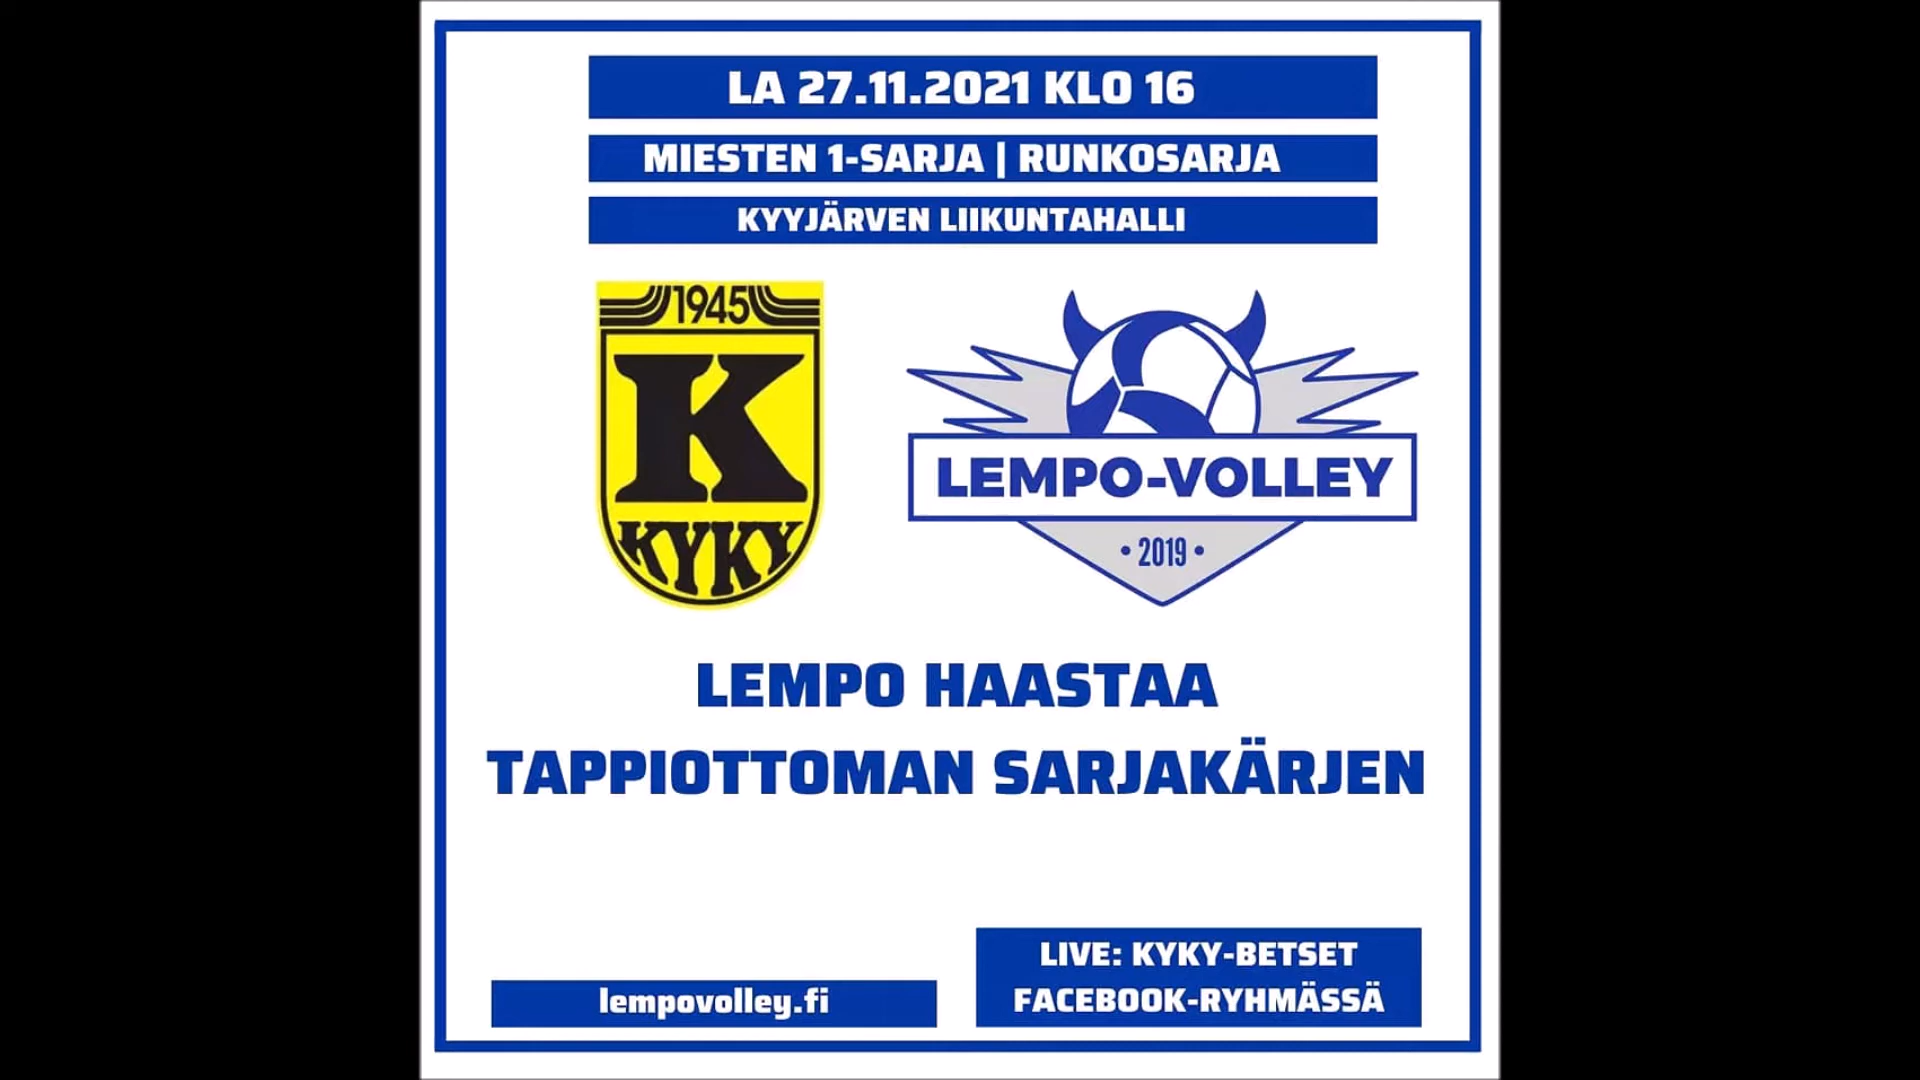 LA 27.11.2021 KLO 16
MIESTEN 1-SARJA | RUNKOSARJA
KYYJÄRVEN LIIKUNTAHALLI
1945
K
KYKY
LEMPO-VOLLEY
• 2019 •
LEMPO HAASTAA
TAPPIOTTOMAN SARJAKÄRJEN
lempovolley.fi
LIVE: KYKY-BETSET
FACEBOOK-RYHMÄSSÄ